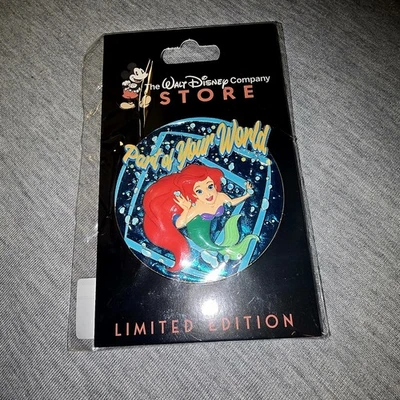 The WALT DISNEY Company
STORE
Part of Your World
LIMITED EDITION